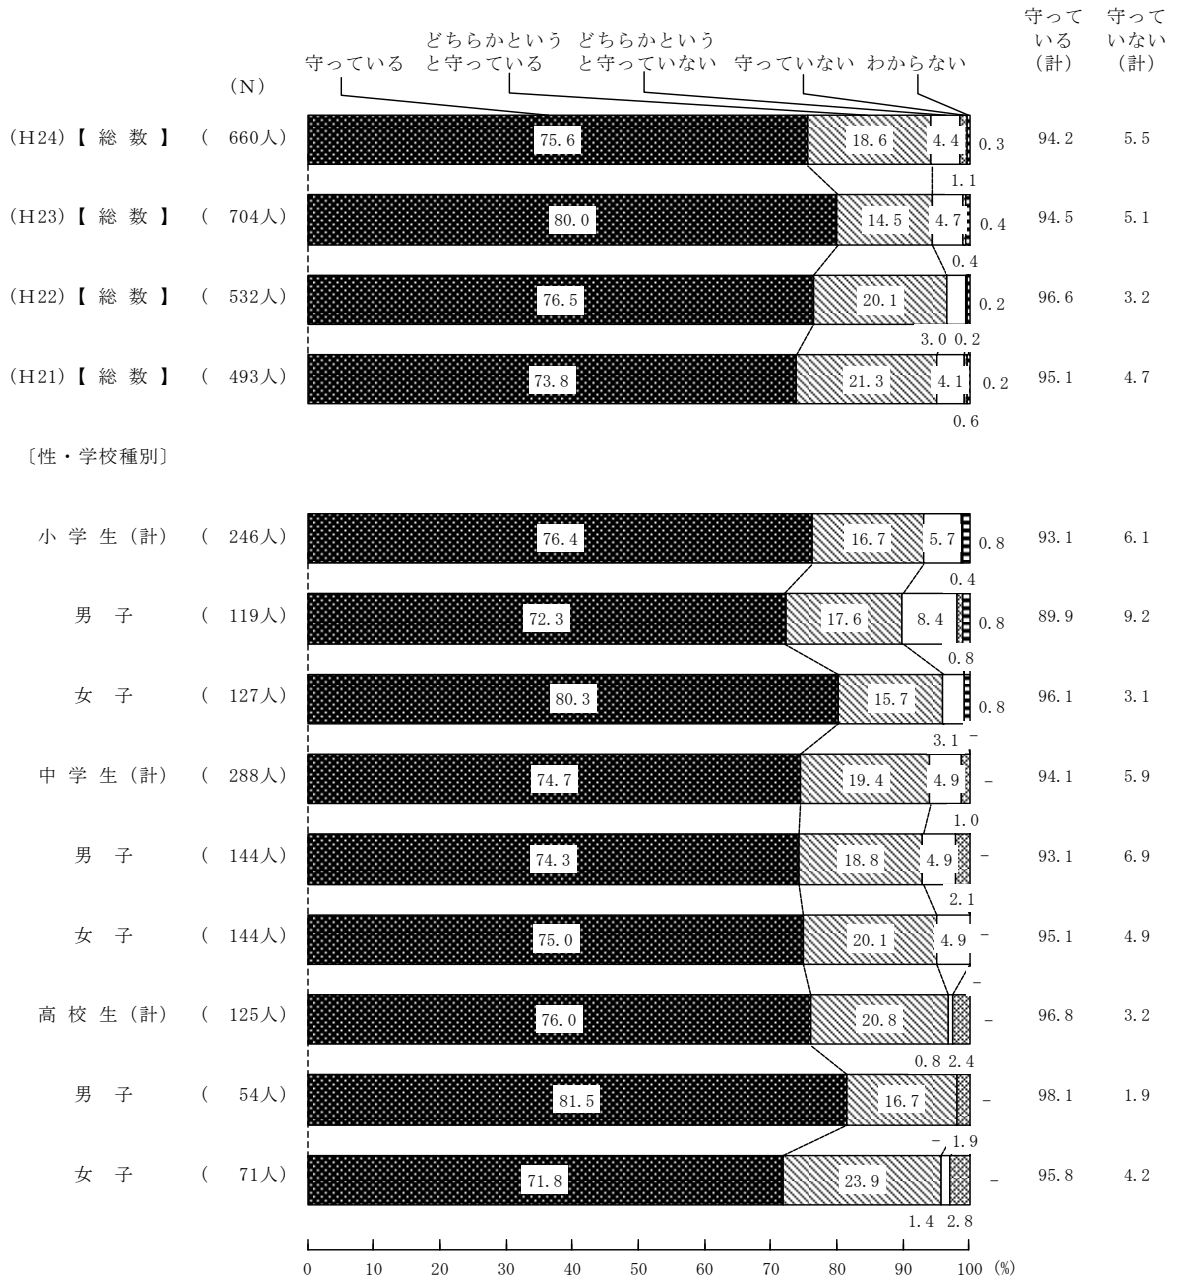 守って 守って
いる いない
(計) (計)
どちらかという どちらかという
守っている と守っている と守っていない 守っていない わからない
(N)
(H24)【 総 数 】 ( 660人) 75.6 18.6 4.4 0.3 94.2 5.5
1.1
(H23)【 総 数 】 ( 704人) 80.0 14.5 4.7 0.4 94.5 5.1
0.4
(H22)【 総 数 】 ( 532人) 76.5 20.1 0.2 96.6 3.2
3.0 0.2
(H21)【 総 数 】 ( 493人) 73.8 21.3 4.1 0.2 95.1 4.7
0.6
〔性・学校種別〕
小 学 生(計) ( 246人) 76.4 16.7 5.7 0.8 93.1 6.1
0.4
男 子 ( 119人) 72.3 17.6 8.4 0.8 89.9 9.2
0.8
女 子 ( 127人) 80.3 15.7 0.8 96.1 3.1
3.1 -
中 学 生(計) ( 288人) 74.7 19.4 4.9 - 94.1 5.9
1.0
男 子 ( 144人) 74.3 18.8 4.9 - 93.1 6.9
2.1
女 子 ( 144人) 75.0 20.1 4.9 - 95.1 4.9
-
高 校 生(計) ( 125人) 76.0 20.8 - 96.8 3.2
0.8 2.4
男 子 ( 54人) 81.5 16.7 - 98.1 1.9
- 1.9
女 子 ( 71人) 71.8 23.9 - 95.8 4.2
1.4 2.8
0 10 20 30 40 50 60 70 80 90 100 (%)